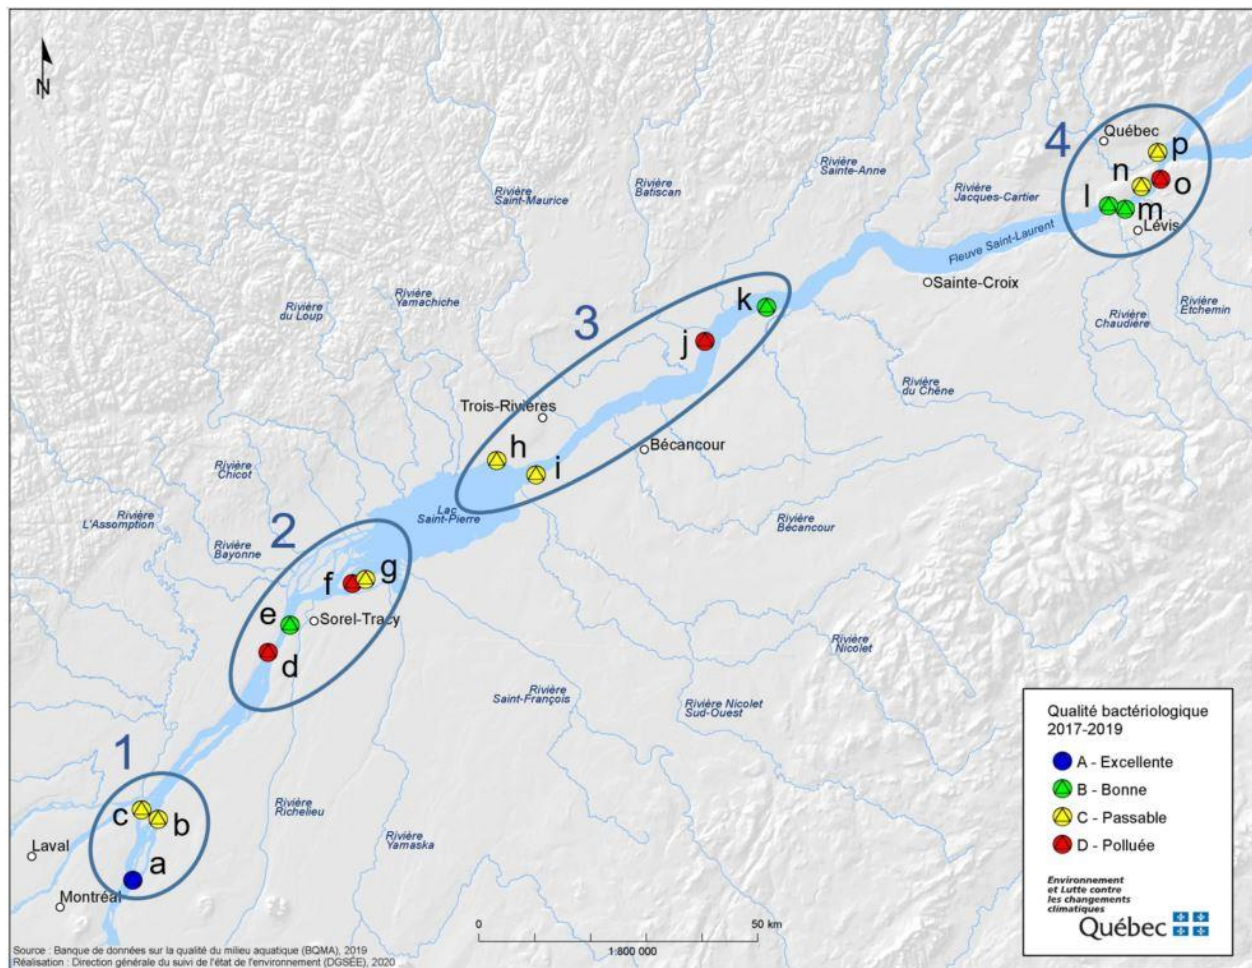 N
Québec
4
p
n
o
l
m
Lévis
Rivière
Sainte-Anne
Rivière
Jacques-Cartier
Rivière
Batiscan
Rivière
Saint-Maurice
Fleuve Saint-Laurent
Sainte-Croix
Rivière
Etchemin
Rivière
Chaudière
Rivière
Yamachiche
Rivière
du Loup
3
k
j
Rivière
du Chêne
Trois-Rivières
h
i
Bécancour
Rivière
Chicot
Rivière
L'Assomption
Rivière
Bayonne
Lac
Saint-Pierre
Rivière
Bécancour
2
f
g
e
Sorel-Tracy
d
Rivière
Nicolet
Rivière
Saint-François
Rivière Nicolet
Sud-Ouest
1
c
b
a
Laval
Montréal
Rivière
Richelieu
Rivière
Yamaska
Qualité bactériologique
2017-2019
A - Excellente
B - Bonne
C - Passable
D - Polluée
Environnement
et Lutte contre
les changements
climatiques
Québec
0
50 km
1:800 000
Source : Banque de données sur la qualité du milieu aquatique (BQMA), 2019
Réalisation : Direction générale du suivi de l'état de l'environnement (DGSÉE), 2020